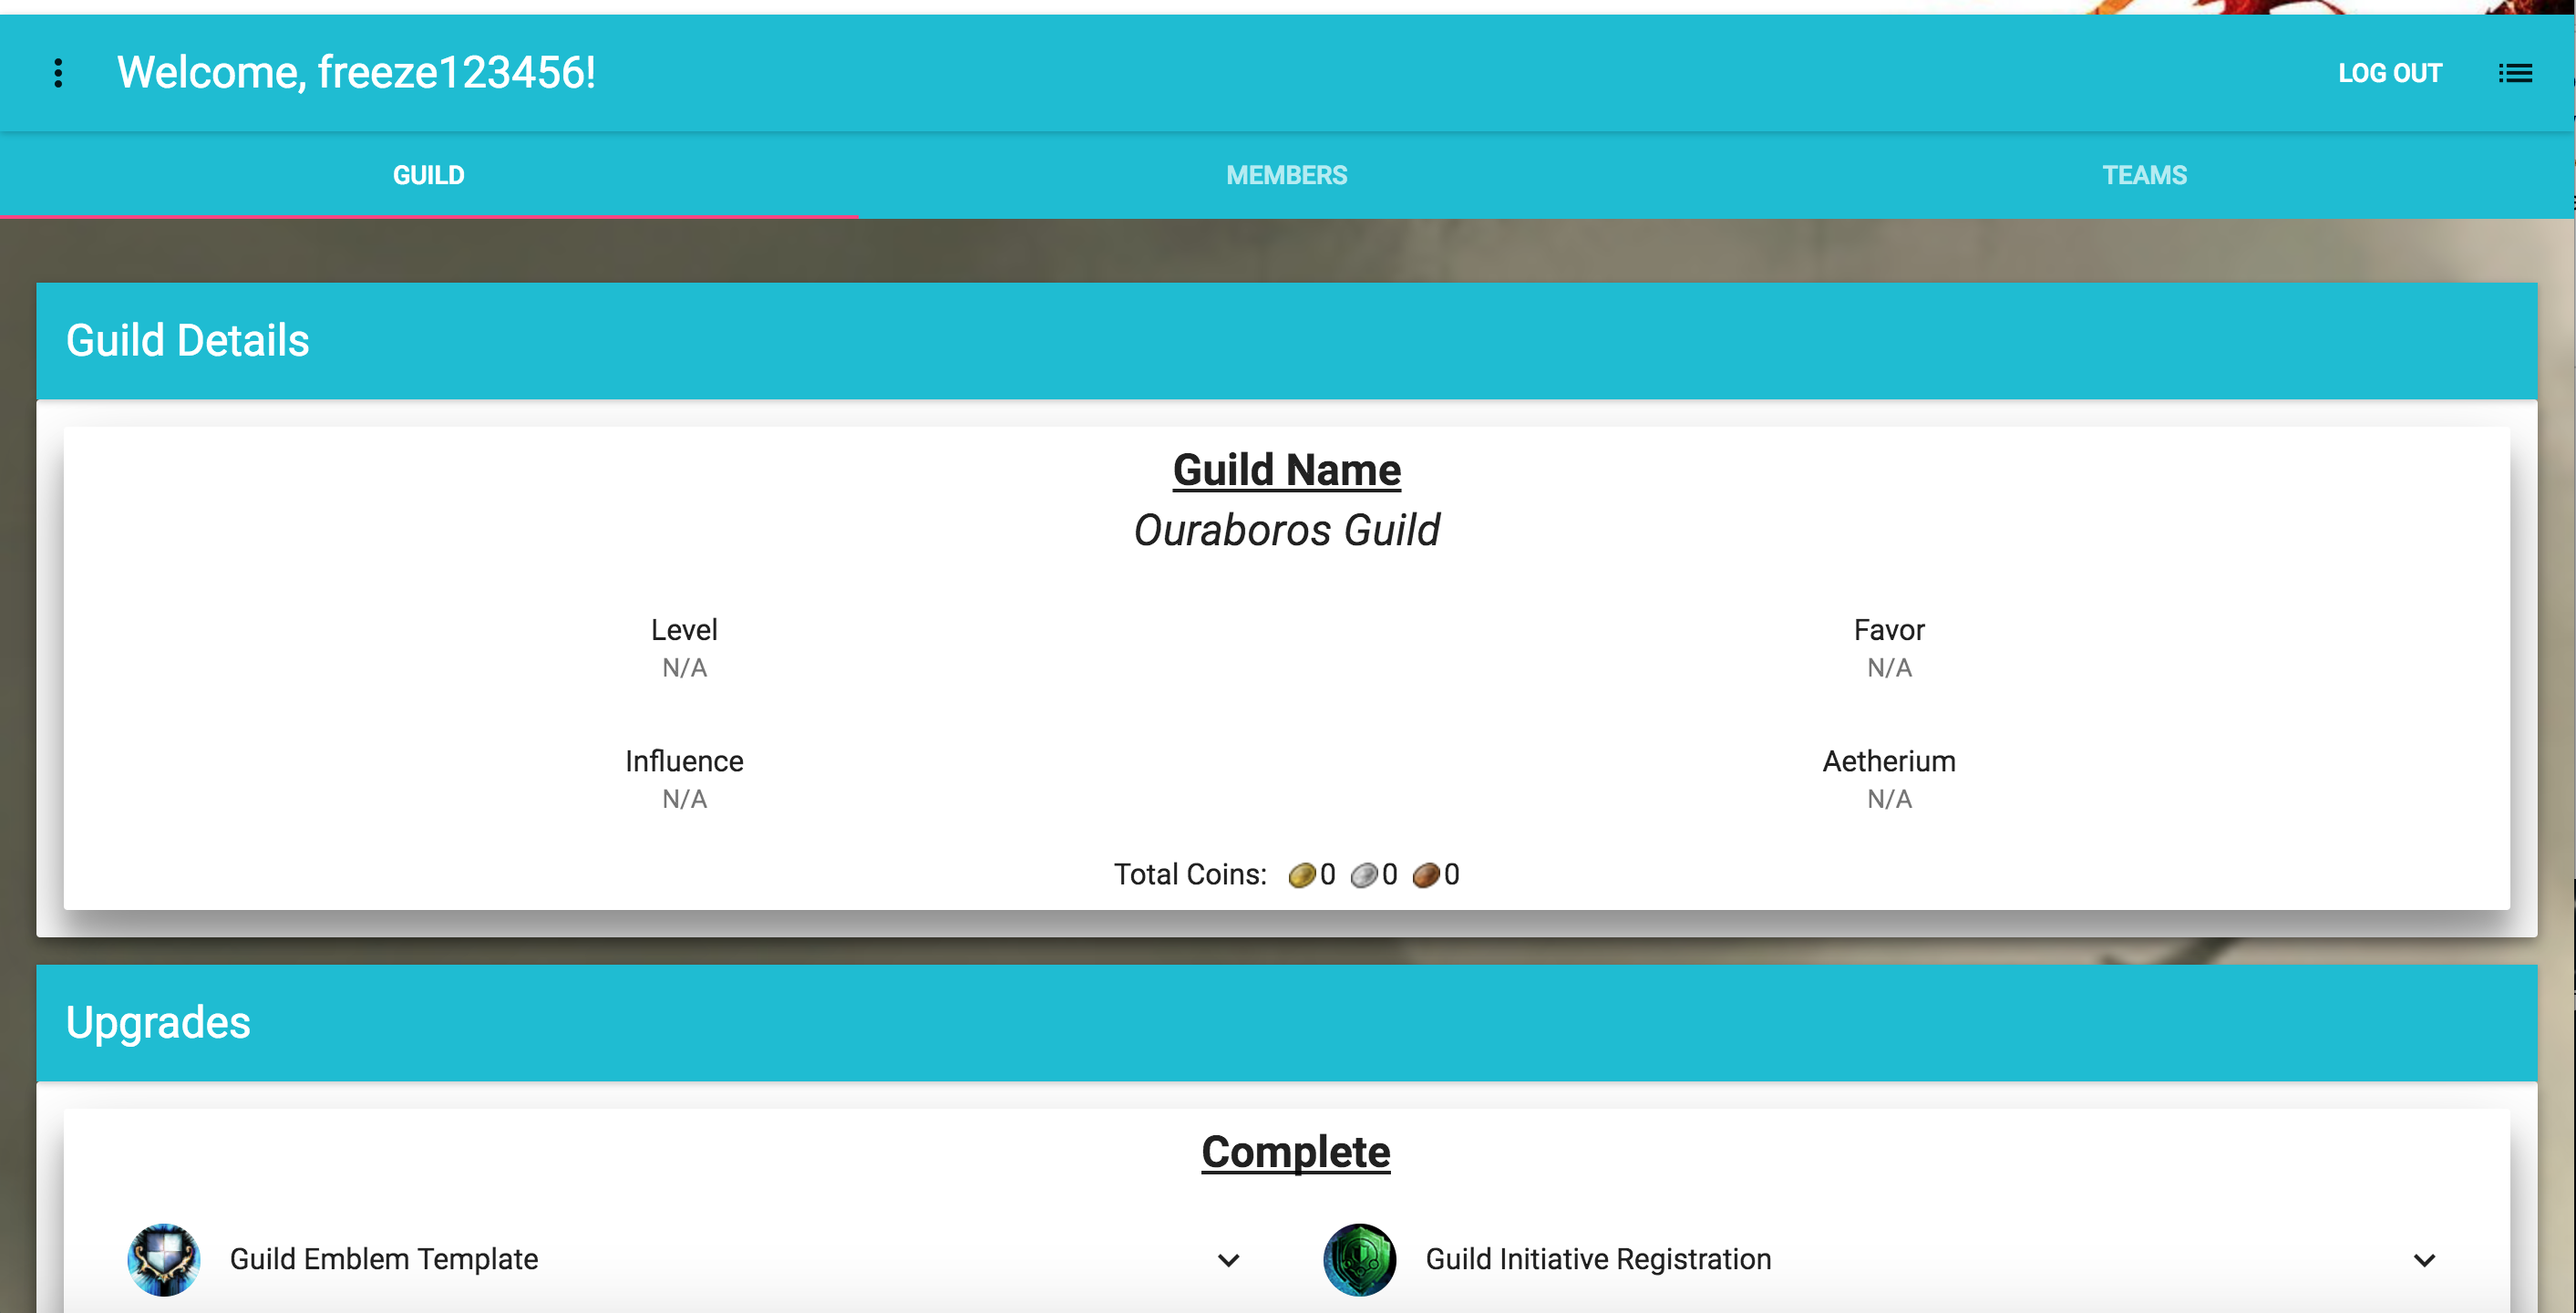 Welcome, freeze123456!
LOG OUT
GUILD
MEMBERS
TEAMS
Guild Details
Guild Name
Ouraboros Guild
Level
N/A
Favor
N/A
Influence
N/A
Aetherium
N/A
Total Coins: 0 0 0
Upgrades
Complete
Guild Emblem Template
Guild Initiative Registration